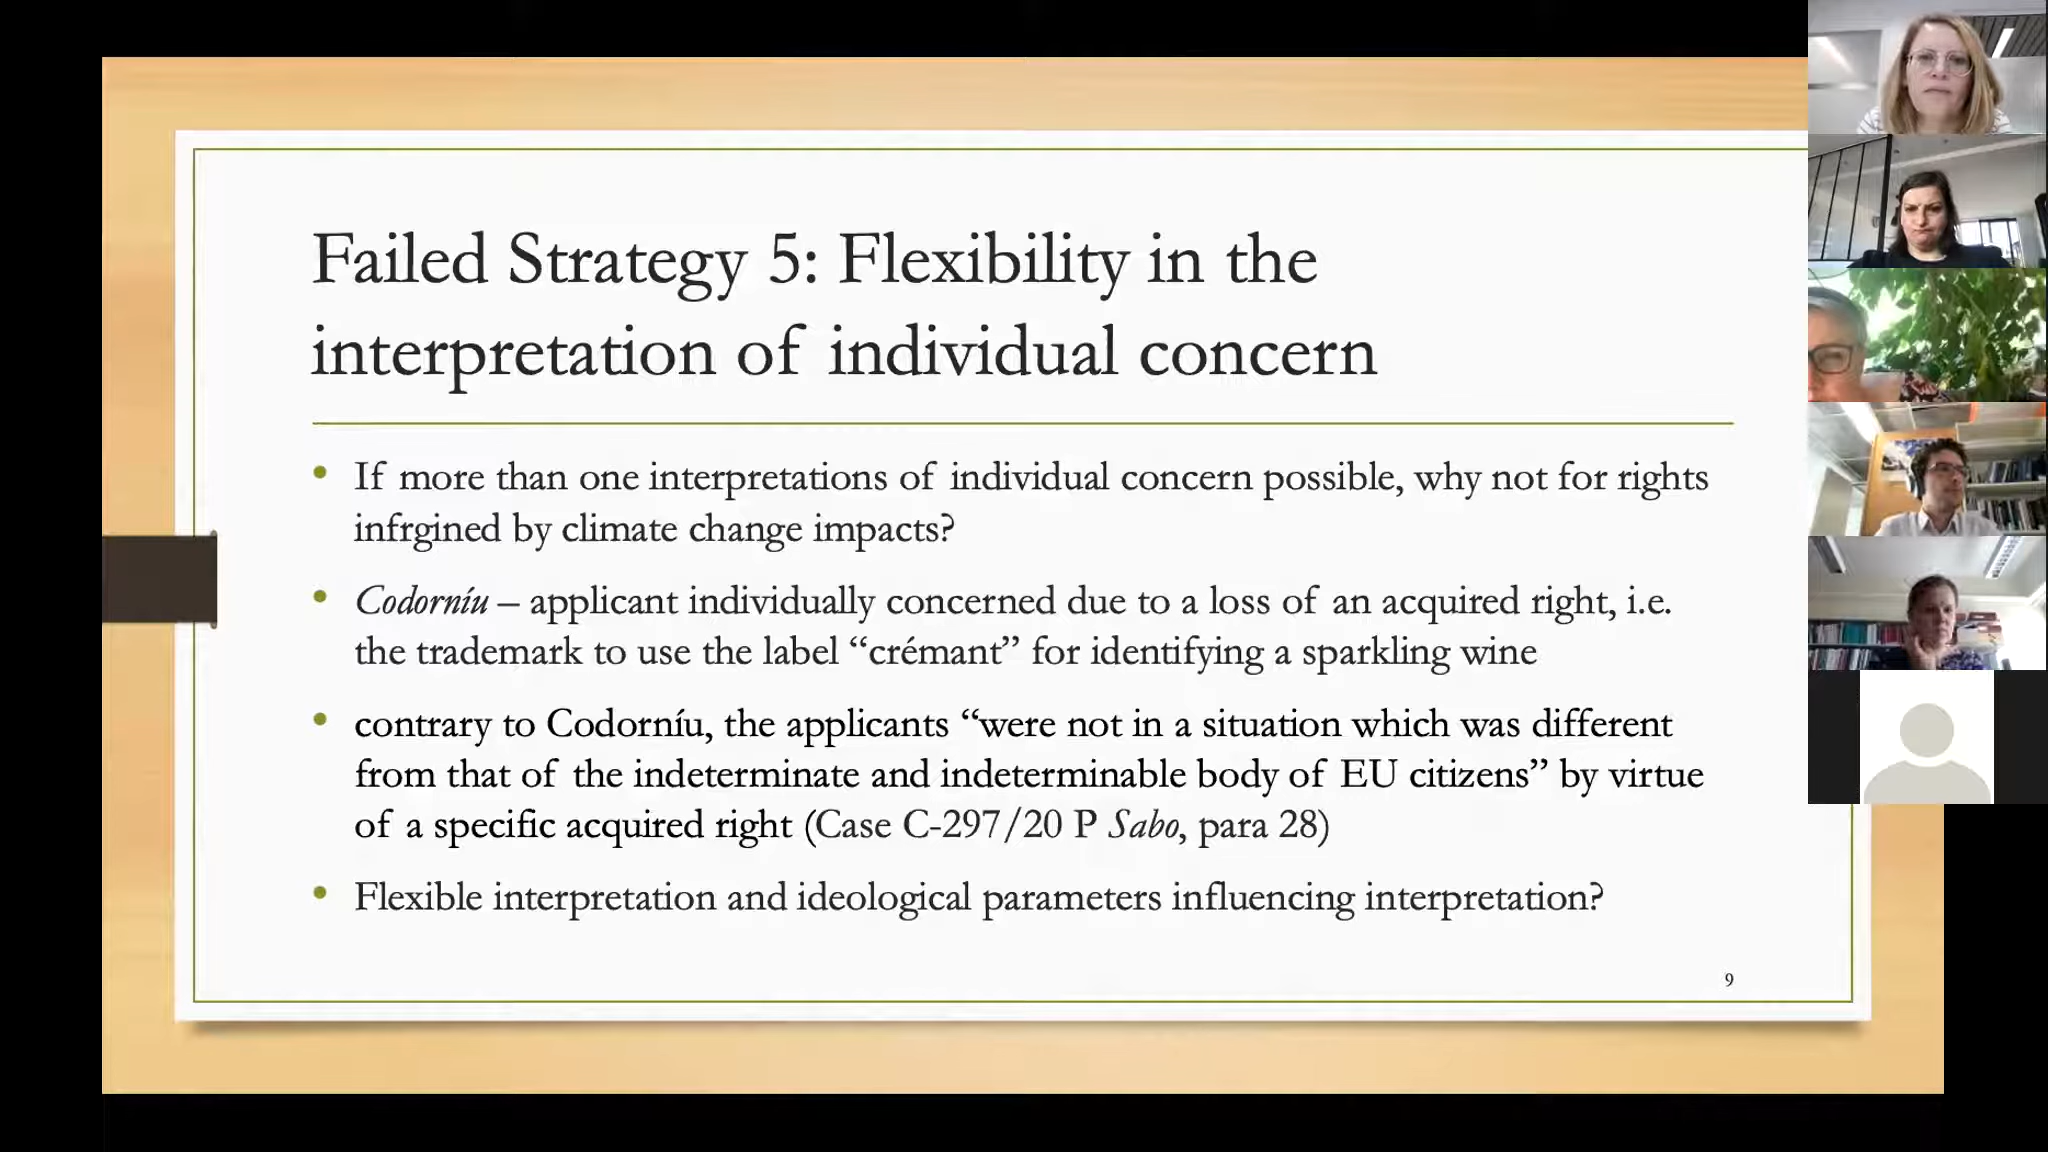 Failed Strategy 5: Flexibility in the
interpretation of individual concern
• If more than one interpretations of individual concern possible, why not for rights
infrgined by climate change impacts?
• Codorníu – applicant individually concerned due to a loss of an acquired right, i.e.
the trademark to use the label “crémant” for identifying a sparkling wine
• contrary to Codorníu, the applicants “were not in a situation which was different
from that of the indeterminate and indeterminable body of EU citizens” by virtue
of a specific acquired right (Case C-297/20 P Sabo, para 28)
• Flexible interpretation and ideological parameters influencing interpretation?
9